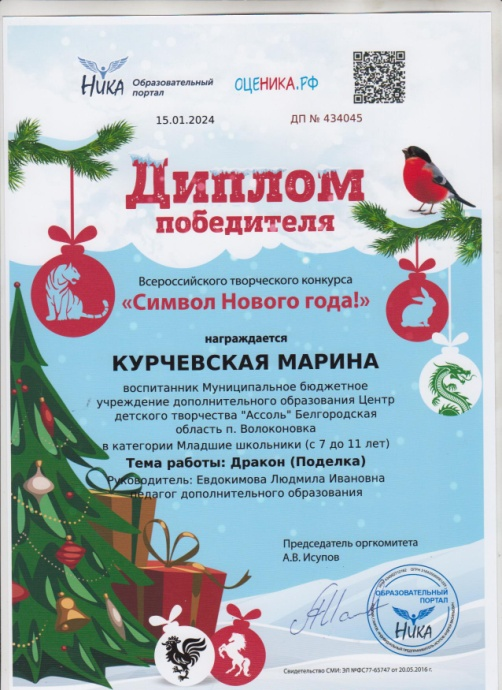 НИКА Образовательный портал
ОЦЕНИКА.РФ
15.01.2024
ДП № 434045
Диплом
победителя
Всероссийского творческого конкурса
«Символ Нового года!»
награждается
КУРЧЕВСКАЯ МАРИНА
воспитанник Муниципальное бюджетное
учреждение дополнительного образования Центр
детского творчества "Ассоль" Белгородская
область п. Волоконовка
в категории Младшие школьники (с 7 до 11 лет)
Тема работы: Дракон (Поделка)
Руководитель: Евдокимова Людмила Ивановна
педагог дополнительного образования
Председатель оргкомитета
А.В. Исупов
ОБРАЗОВАТЕЛЬНЫЙ
ПОРТАЛ
НИКА
Свидетельство СМИ: ЭЛ №ФС77-65747 от 20.05.2016 г.